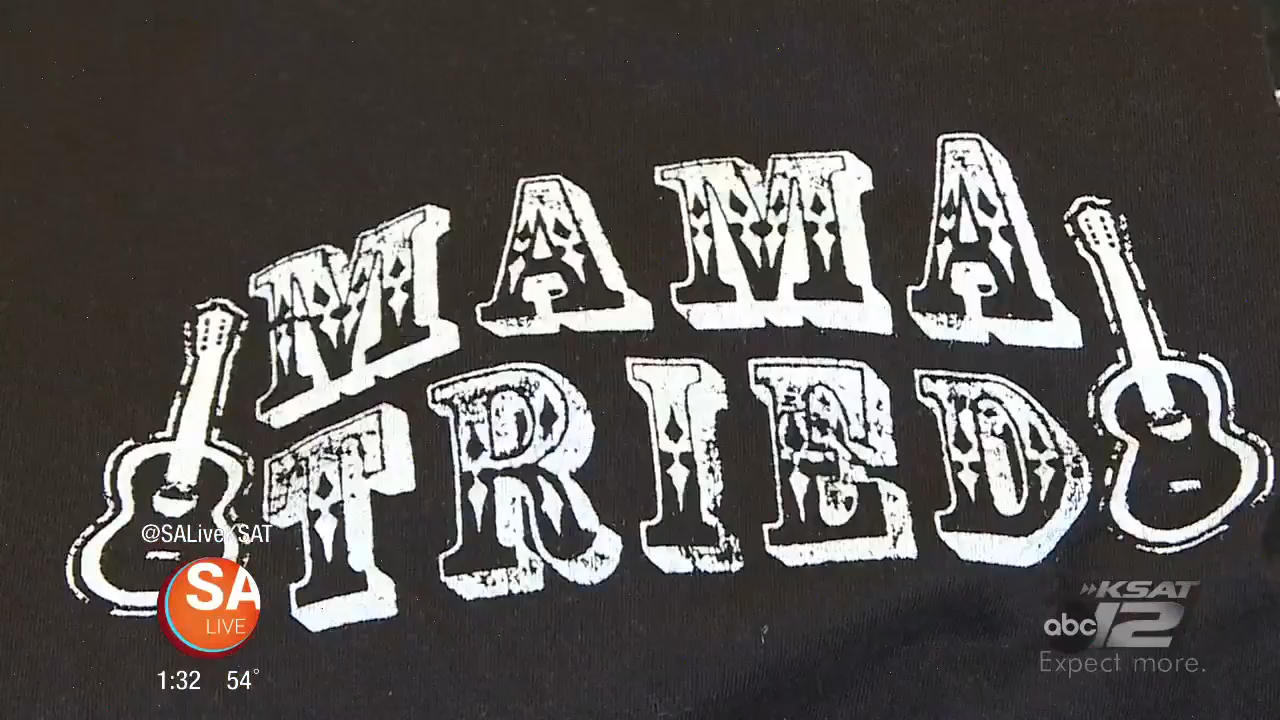 MAMA
TRIED
@SALiveKSAT
SA
LIVE
1:32 54°
KSAT
abc 12
Expect more.